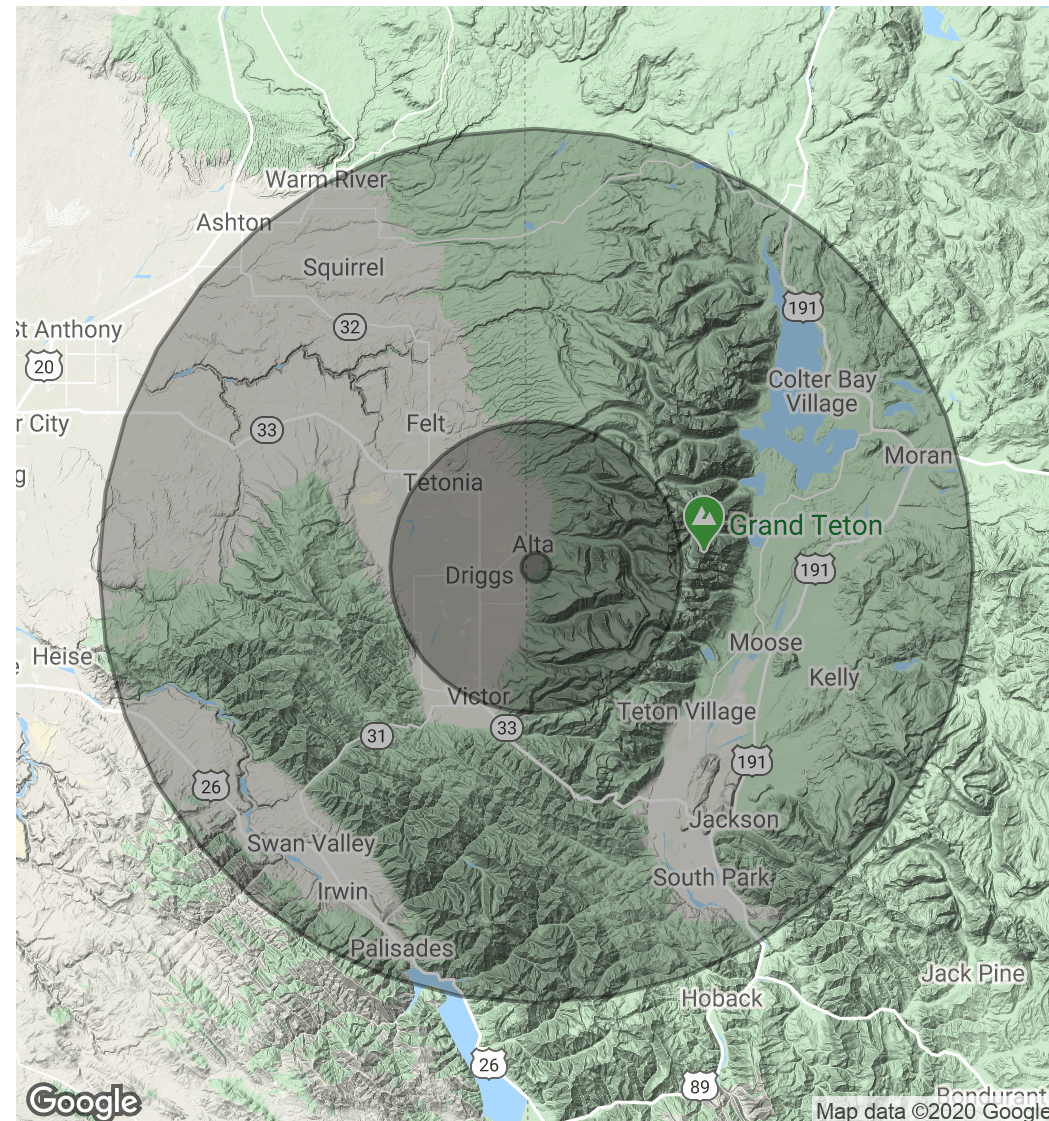 Warm River
Ashton
Squirrel
191
St Anthony
32
20
Colter Bay
Village
r City
Felt
33
Moran
g
Tetonia
Grand Teton
Alta
Driggs
191
Moose
Heise
Kelly
Victor
Teton Village
33
31
191
26
Jackson
Swan Valley
South Park
Irwin
Palisades
Jack Pine
Hoback
26
89
Bondurant
Google
Map data ©2020 Google